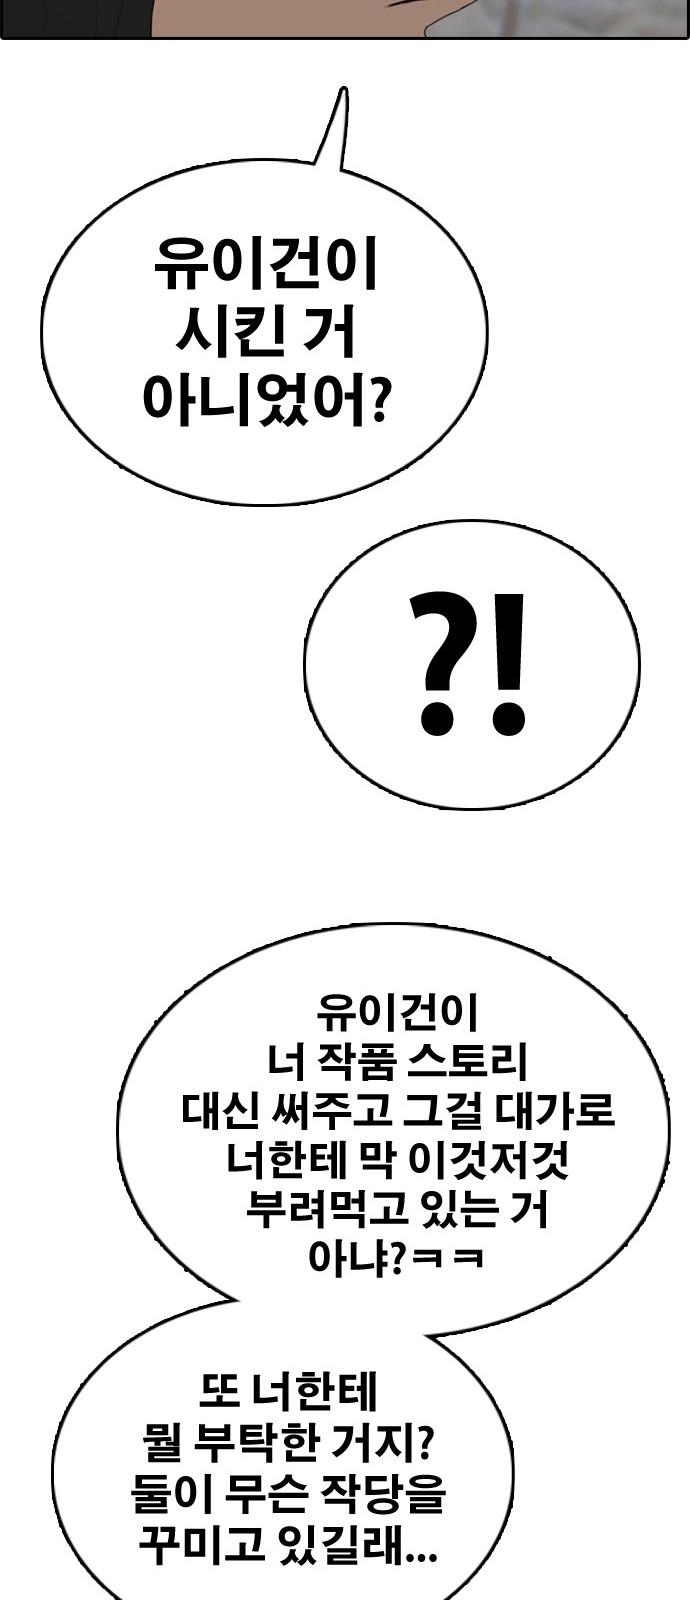 유이건이
시킨 거
아니었어?
?!
유이건이
너 작품 스토리
대신 써주고 그걸 대가로
너한테 막 이것저것
부려먹고 있는 거
아냐?ㅋㅋ
또 너한테
뭘 부탁한 거지?
둘이 무슨 작당을
꾸미고 있길래...